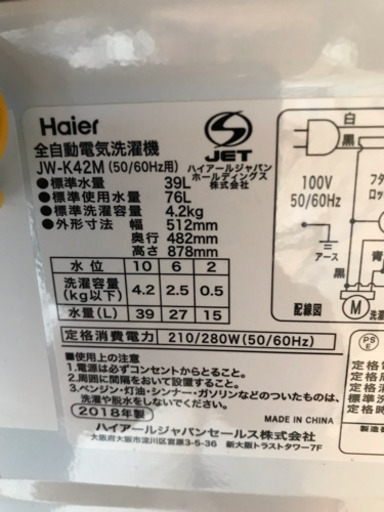 Haier
全自動電気洗濯機
JW-K42M (50/60Hz用)
JET
ハイアールジャパン
ホールディングス
株式会社
●標準水量 39L
●標準使用水量 76L
●標準洗濯容量 4.2kg
●外形寸法 幅 512mm
奥行 482mm
高さ 878mm
水位 10 6 2
洗濯容量(kg以下) 4.2 2.5 0.5
水量(L) 39 27 15
定格消費電力 210/280W(50/60Hz)
■使用上の注意
1.電源は必ずコンセントからとること。
2.周囲に間隔をおいて設置すること。
3.ベンジン・灯油・シンナー・ガソリンなどのついたものは、
洗濯や脱水をしないでください。
2018年製
MADE IN CHINA
ハイアールジャパンセールス株式会社
大阪府大阪市淀川区宮原3-5-36 新大阪トラストタワー7F
白
黒
100V
50/60Hz
アース
黒
青
M
配線図
PS
E
定格
定格
標準